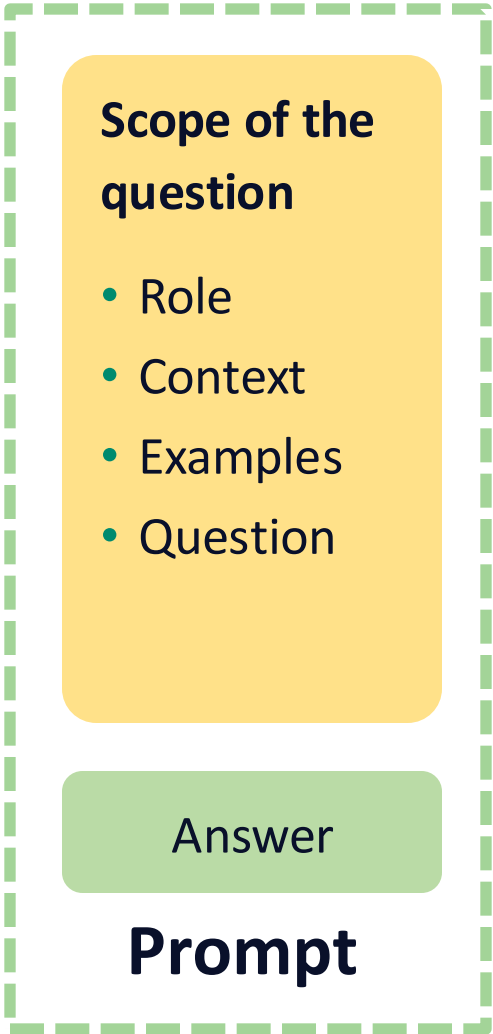 Scope of the
question
• Role
• Context
• Examples
• Question
Answer
Prompt